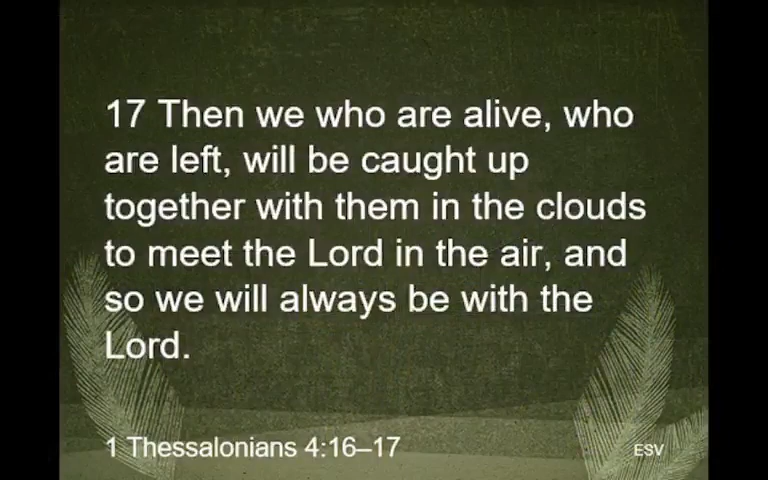 17 Then we who are alive, who
are left, will be caught up
together with them in the clouds
to meet the Lord in the air, and
so we will always be with the
Lord.
1 Thessalonians 4:16–17
ESV